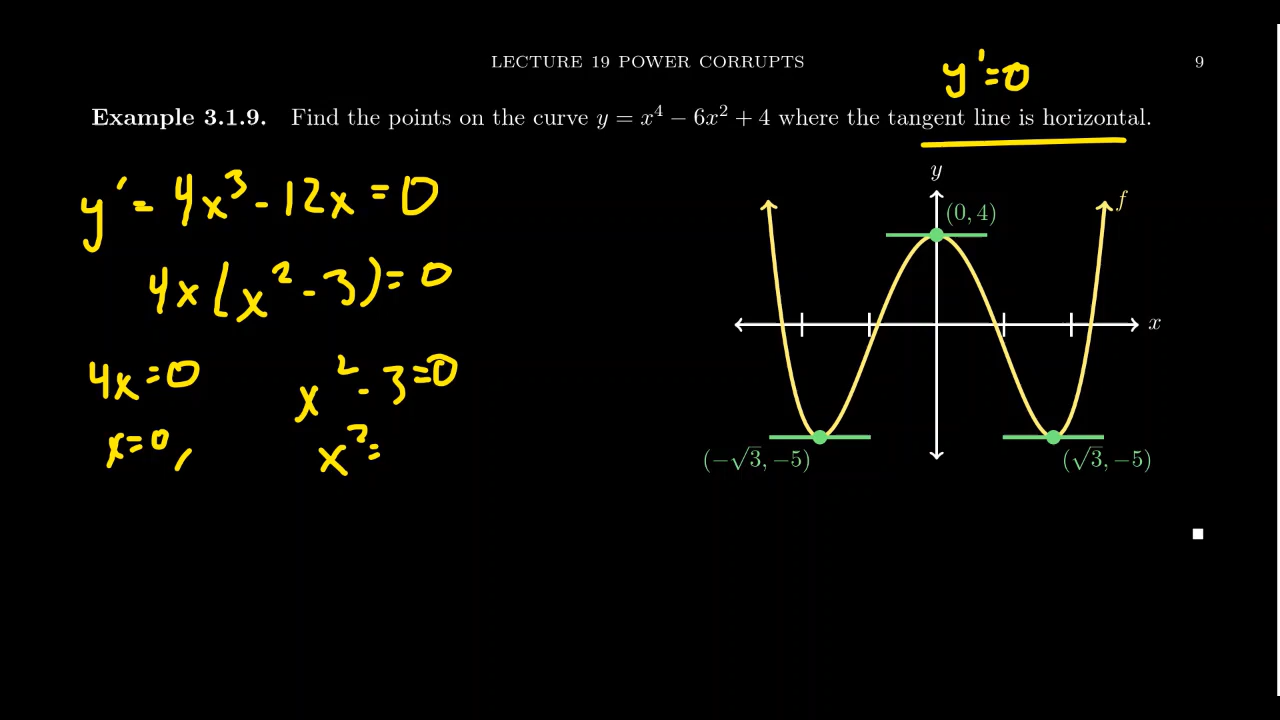 LECTURE 19 POWER CORRUPTS 9
y'=0
Example 3.1.9. Find the points on the curve y = x⁴ − 6x² + 4 where the tangent line is horizontal.
y' = 4x³ - 12x = 0
4x(x² - 3) = 0
4x = 0 x² - 3 = 0
x = 0, x² =
y
f
(0, 4)
x
(−√3, −5) (√3, −5)